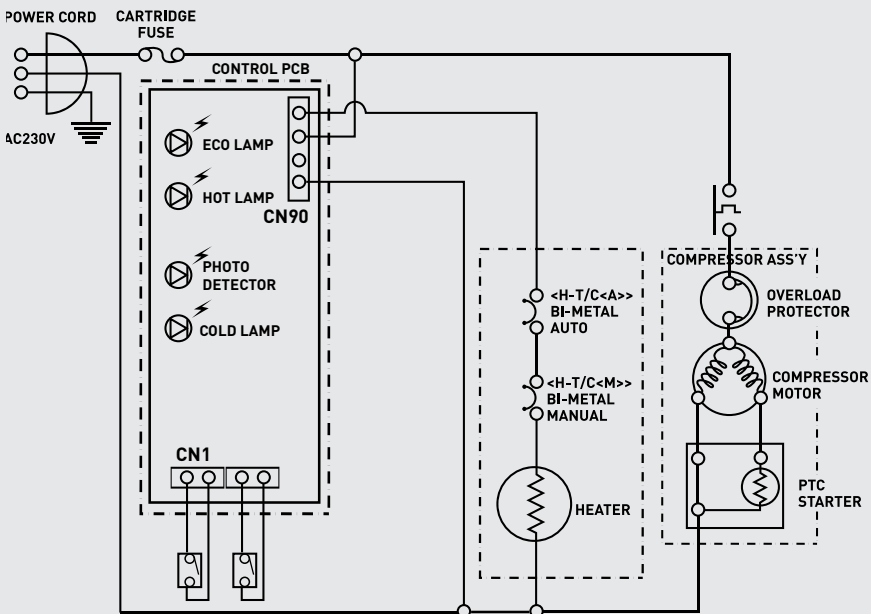 POWER CORD
CARTRIDGE
FUSE
CONTROL PCB
AC230V
ECO LAMP
HOT LAMP
CN90
PHOTO
DETECTOR
COLD LAMP
CN1
<H-T/C<A>>
BI-METAL
AUTO
<H-T/C<M>>
BI-METAL
MANUAL
HEATER
COMPRESSOR ASS'Y
OVERLOAD
PROTECTOR
COMPRESSOR
MOTOR
PTC
STARTER